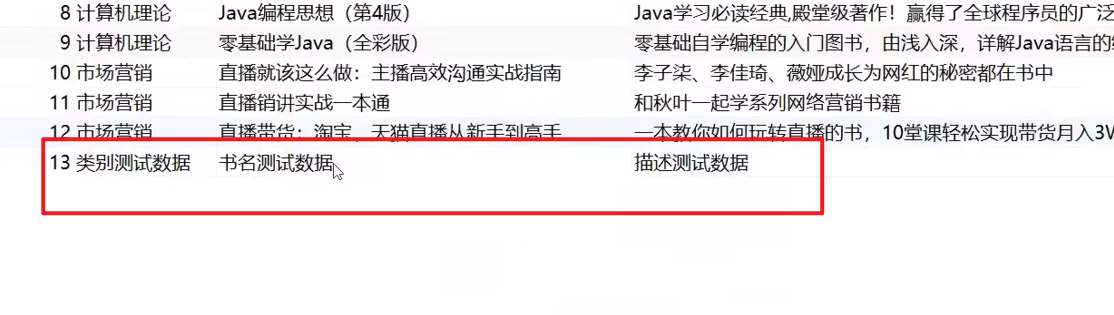 8 计算机理论 Java编程思想（第4版） Java学习必读经典,殿堂级著作！赢得了全球程序员的广泛
9 计算机理论 零基础学Java（全彩版） 零基础自学编程的入门图书，由浅入深，详解Java语言的
10 市场营销 直播就该这么做：主播高效沟通实战指南 李子柒、李佳琦、薇娅成长为网红的秘密都在书中
11 市场营销 直播销讲实战一本通 和秋叶一起学系列网络营销书籍
12 市场营销 直播带货：淘宝、天猫直播从新手到高手 一本教你如何玩转直播的书，10堂课轻松实现带货月入3W
13 类别测试数据 书名测试数据 描述测试数据